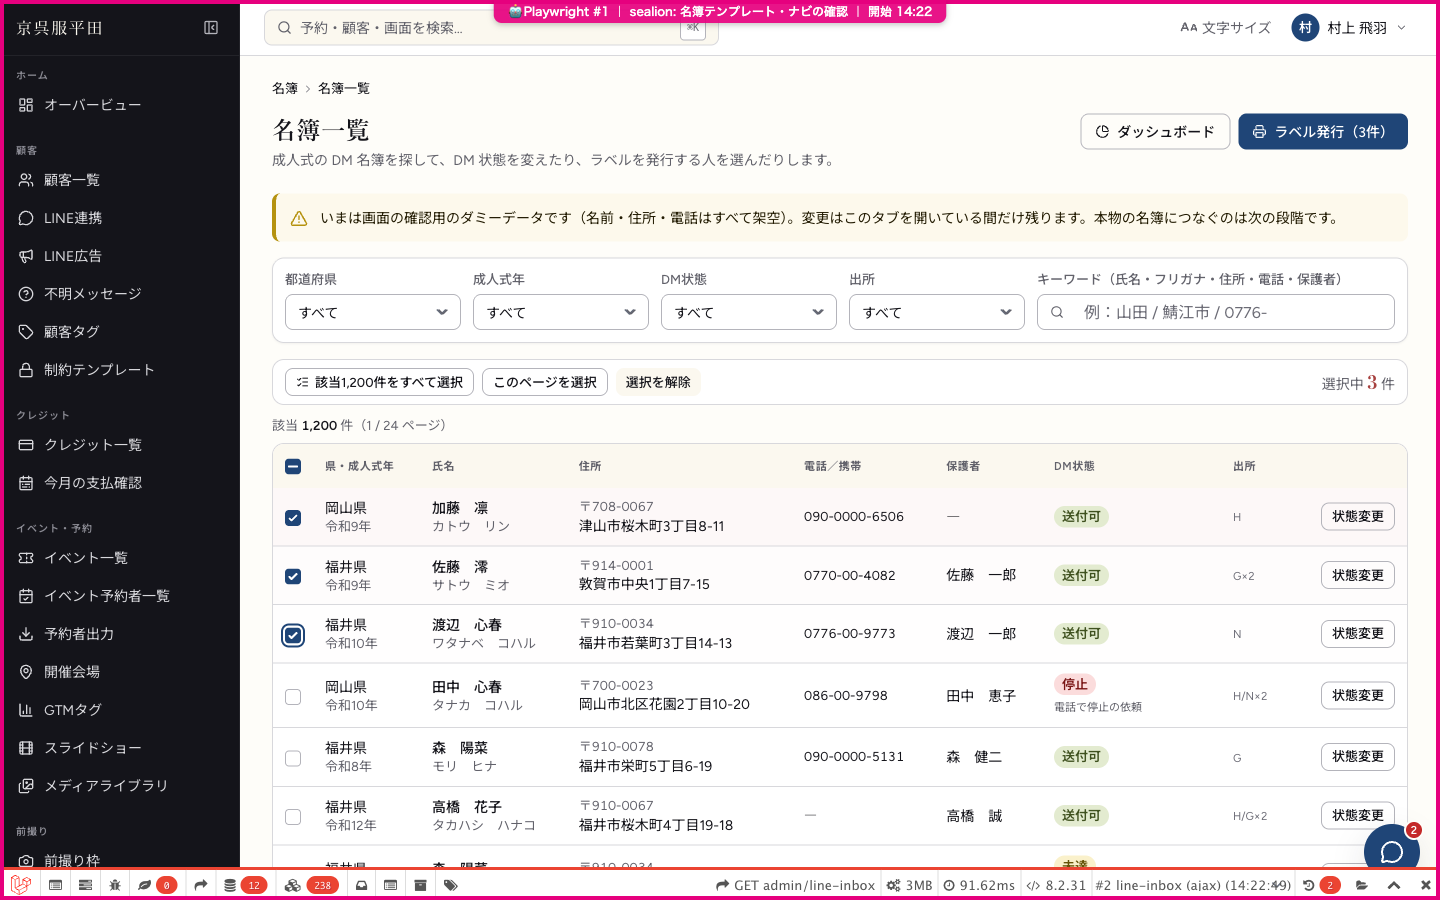 京呉服平田
Playwright #1 | sealion: 名簿テンプレート・ナビの確認 | 開始 14:22
予約・顧客・画面を検索...
⌘K
Aa 文字サイズ
村 村上 飛羽
ホーム
オーバービュー
顧客
顧客一覧
LINE連携
LINE広告
不明メッセージ
顧客タグ
制約テンプレート
クレジット
クレジット一覧
今月の支払確認
イベント・予約
イベント一覧
イベント予約者一覧
予約者出力
開催会場
GTMタグ
スライドショー
メディアライブラリ
前撮り
前撮り枠
名簿 › 名簿一覧
名簿一覧
成人式の DM 名簿を探して、DM 状態を変えたり、ラベルを発行する人を選んだりします。
ダッシュボード
ラベル発行（3件）
いまは画面の確認用のダミーデータです（名前・住所・電話はすべて架空）。変更はこのタブを開いている間だけ残ります。本物の名簿につなぐのは次の段階です。
都道府県 成人式年 DM状態 出所 キーワード（氏名・フリガナ・住所・電話・保護者）
すべて すべて すべて すべて 例：山田 / 鯖江市 / 0776-
該当1,200件をすべて選択 このページを選択 選択を解除 選択中 3 件
該当 1,200 件（1 / 24 ページ）
県・成人式年 氏名 住所 電話／携帯 保護者 DM状態 出所
岡山県 加藤　凛 〒708-0067 090-0000-6506 — 送付可 H 状態変更
令和9年 カトウ　リン 津山市桜木町3丁目8-11
福井県 佐藤　澪 〒914-0001 0770-00-4082 佐藤　一郎 送付可 G×2 状態変更
令和9年 サトウ　ミオ 敦賀市中央1丁目7-15
福井県 渡辺　心春 〒910-0034 0776-00-9773 渡辺　一郎 送付可 N 状態変更
令和10年 ワタナベ　コハル 福井市若葉町3丁目14-13
岡山県 田中　心春 〒700-0023 086-00-9798 田中　恵子 停止 H/N×2 状態変更
令和10年 タナカ　コハル 岡山市北区花園2丁目10-20 電話で停止の依頼
福井県 森　陽菜 〒910-0078 090-0000-5131 森　健二 送付可 G 状態変更
令和8年 モリ　ヒナ 福井市栄町5丁目6-19
福井県 高橋　花子 〒910-0067 — 高橋　誠 送付可 H/G×2 状態変更
令和12年 タカハシ　ハナコ 福井市桜木町4丁目19-18
福井県 森　陽菜 〒910-0034 未達
2
0 12 238 GET admin/line-inbox 3MB 91.62ms 8.2.31 #2 line-inbox (ajax) (14:22:49) 2